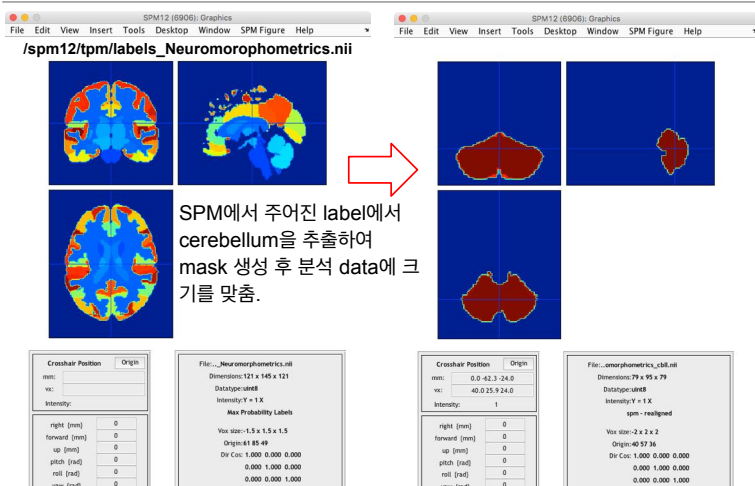 SPM12 (6906): Graphics
File Edit View Insert Tools Desktop Window SPM Figure Help
/spm12/tpm/labels_Neuromorophometrics.nii
SPM12 (6906): Graphics
File Edit View Insert Tools Desktop Window SPM Figure Help
SPM에서 주어진 label에서
cerebellum을 추출하여
mask 생성 후 분석 data에 크
기를 맞춤.
Crosshair Position Origin
mm:
vx:
Intensity:
right {mm} 0
forward {mm} 0
up {mm} 0
pitch {rad} 0
roll {rad} 0
yaw {rad} 0
File:.._Neuromorphometrics.nii
Dimensions:121 x 145 x 121
Datatype:uint8
Intensity:Y = 1 X
Max Probability Labels
Vox size:-1.5 x 1.5 x 1.5
Origin:61 85 49
Dir Cos: 1.000 0.000 0.000
0.000 1.000 0.000
0.000 0.000 1.000
Crosshair Position Origin
mm: 0.0 -62.3 -24.0
vx: 40.0 25.9 24.0
Intensity: 1
right {mm} 0
forward {mm} 0
up {mm} 0
pitch {rad} 0
roll {rad} 0
File:..omorphometrics_cbll.nii
Dimensions:79 x 95 x 79
Datatype:uint8
Intensity:Y = 1 X
spm - realigned
Vox size:-2 x 2 x 2
Origin:40 57 36
Dir Cos: 1.000 0.000 0.000
0.000 1.000 0.000
0.000 0.000 1.000